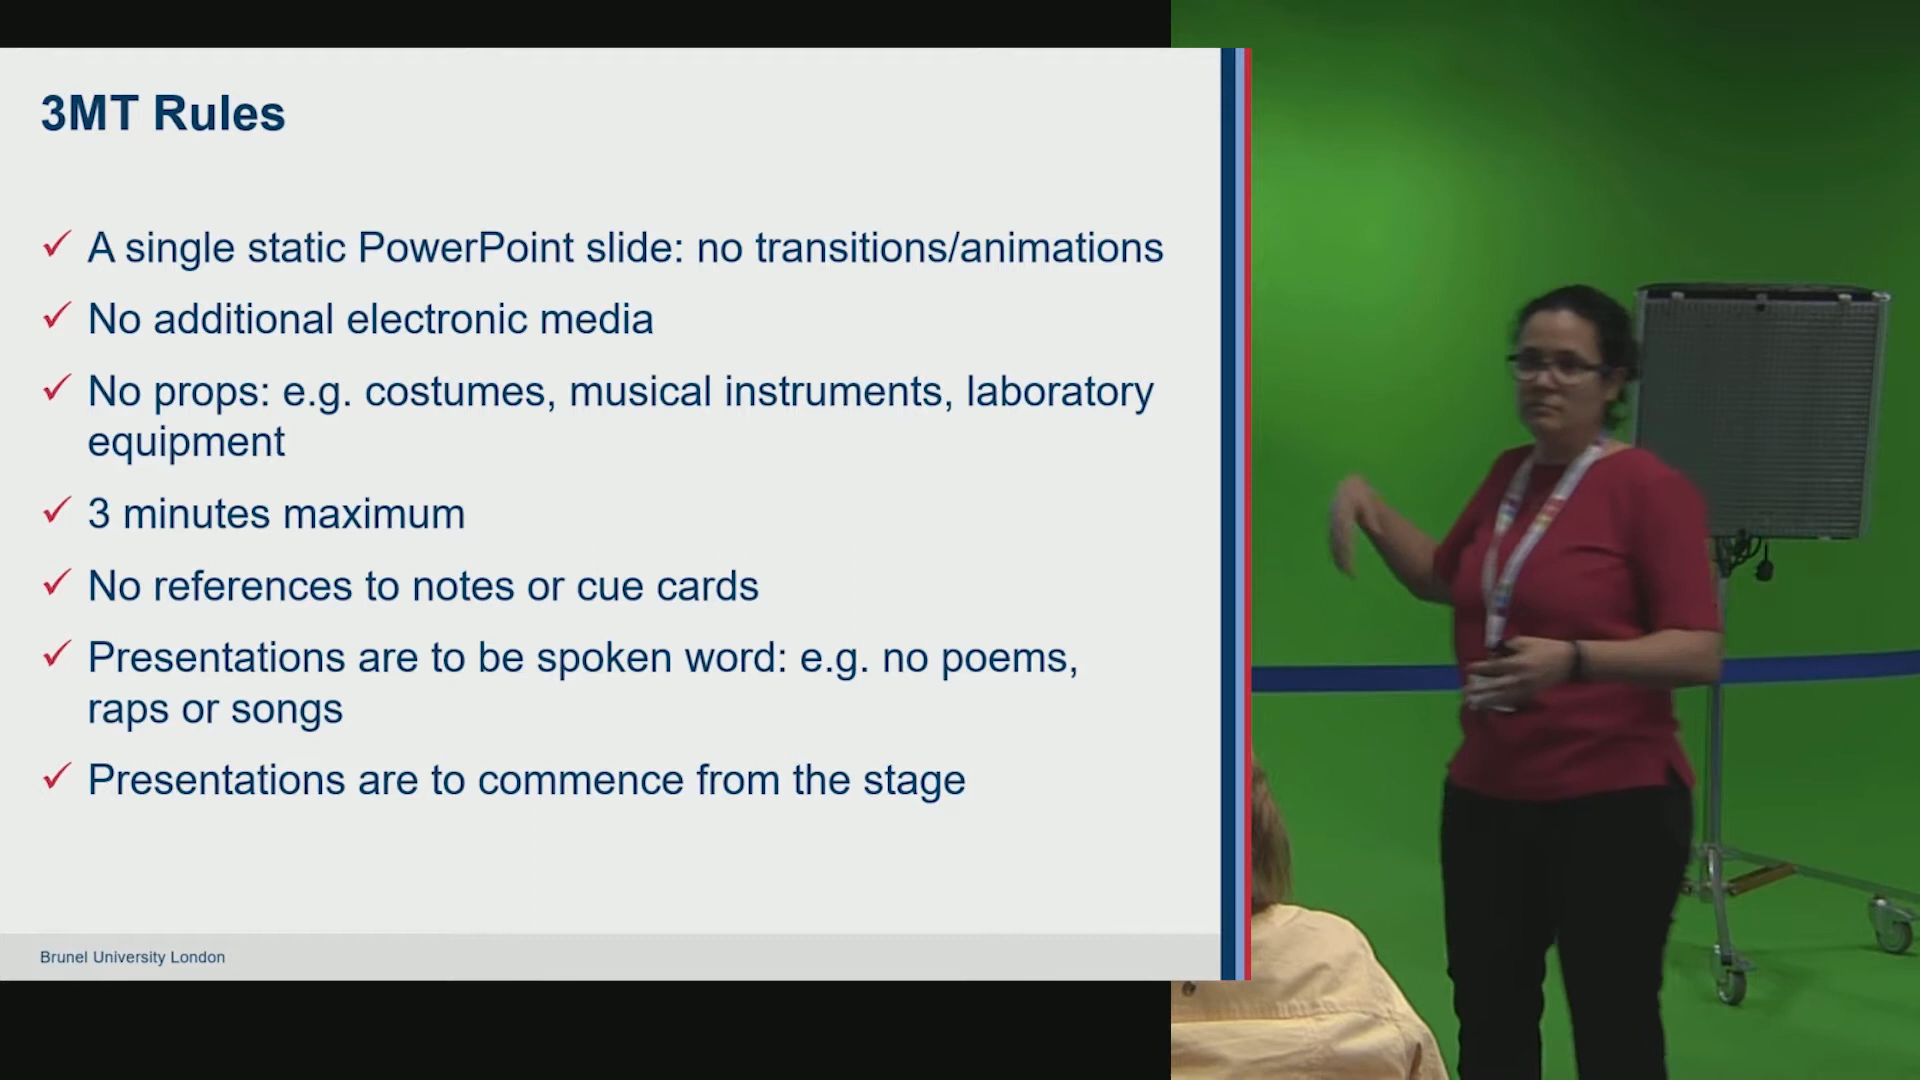 3MT Rules
A single static PowerPoint slide: no transitions/animations
No additional electronic media
No props: e.g. costumes, musical instruments, laboratory
equipment
3 minutes maximum
No references to notes or cue cards
Presentations are to be spoken word: e.g. no poems,
raps or songs
Presentations are to commence from the stage
Brunel University London